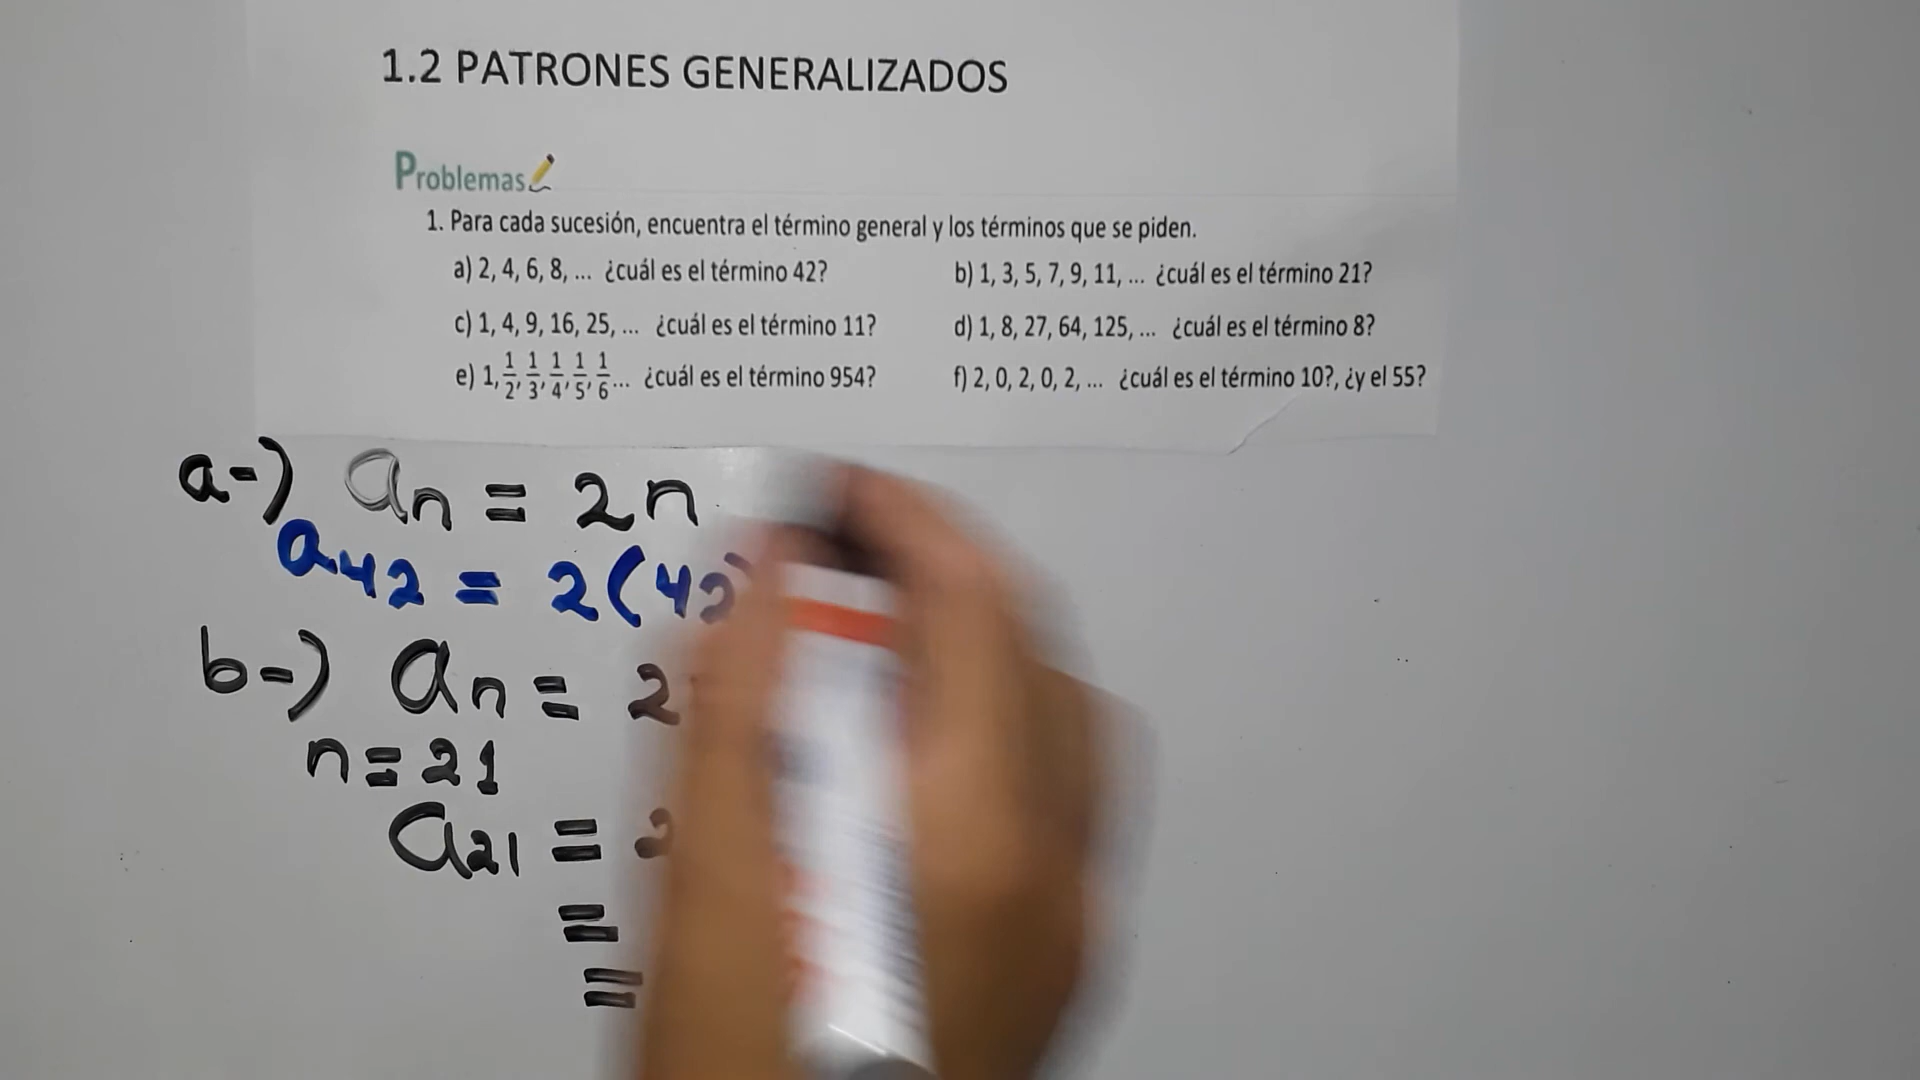 1.2 PATRONES GENERALIZADOS
Problemas
1. Para cada sucesión, encuentra el término general y los términos que se piden.
a) 2, 4, 6, 8, ... ¿cuál es el término 42?
b) 1, 3, 5, 7, 9, 11, ... ¿cuál es el término 21?
c) 1, 4, 9, 16, 25, ... ¿cuál es el término 11?
d) 1, 8, 27, 64, 125, ... ¿cuál es el término 8?
e) 1, 1/2, 1/3, 1/4, 1/5, 1/6... ¿cuál es el término 954?
f) 2, 0, 2, 0, 2, ... ¿cuál es el término 10?, ¿y el 55?
a-) an = 2n
a42 = 2(42)
b-) an = 2
n = 21
a21 = 2
=
=